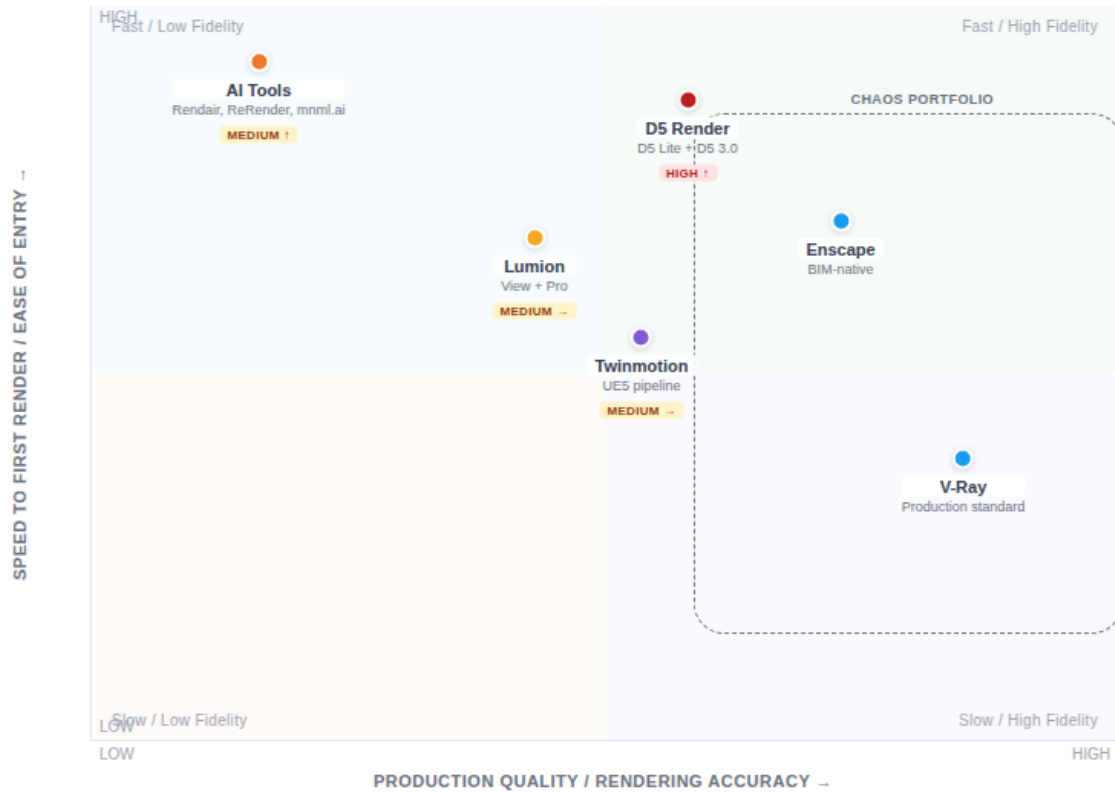 HIGH
Fast / Low Fidelity
Fast / High Fidelity
AI Tools
Rendair, ReRender, mnml.ai
MEDIUM ↑
CHAOS PORTFOLIO
D5 Render
D5 Lite + D5 3.0
HIGH ↑
Enscape
BIM-native
Lumion
View + Pro
MEDIUM →
Twinmotion
UE5 pipeline
MEDIUM →
V-Ray
Production standard
SPEED TO FIRST RENDER / EASE OF ENTRY →
Slow / Low Fidelity
LOW
Slow / High Fidelity
LOW
HIGH
PRODUCTION QUALITY / RENDERING ACCURACY →